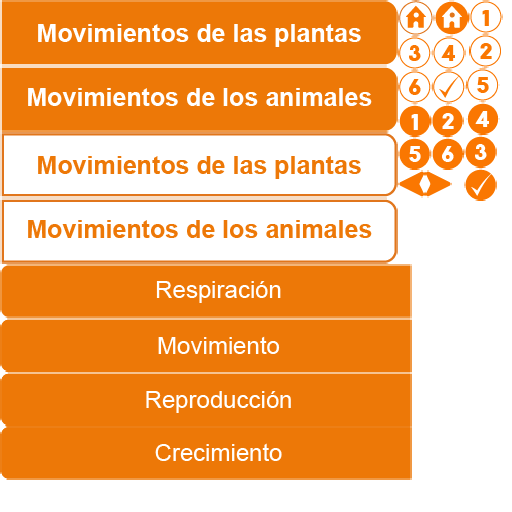 Movimientos de las plantas
1
3 4 2
Movimientos de los animales
6 5
1 2 4
Movimientos de las plantas
5 6 3
Movimientos de los animales
Respiración
Movimiento
Reproducción
Crecimiento